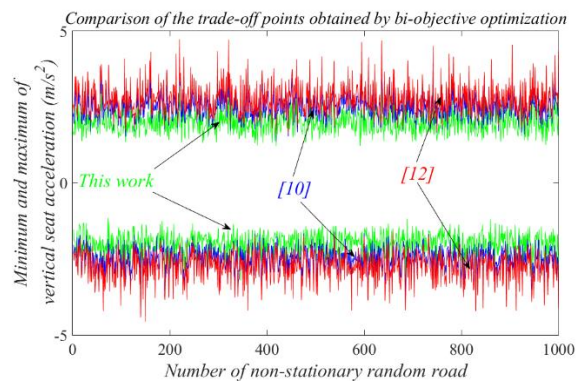 Comparison of the trade-off points obtained by bi-objective optimization
Minimum and maximum of
vertical seat acceleration (m/s²)
5
0
-5
This work
[10]
[12]
0
200
400
600
800
1000
Number of non-stationary random road